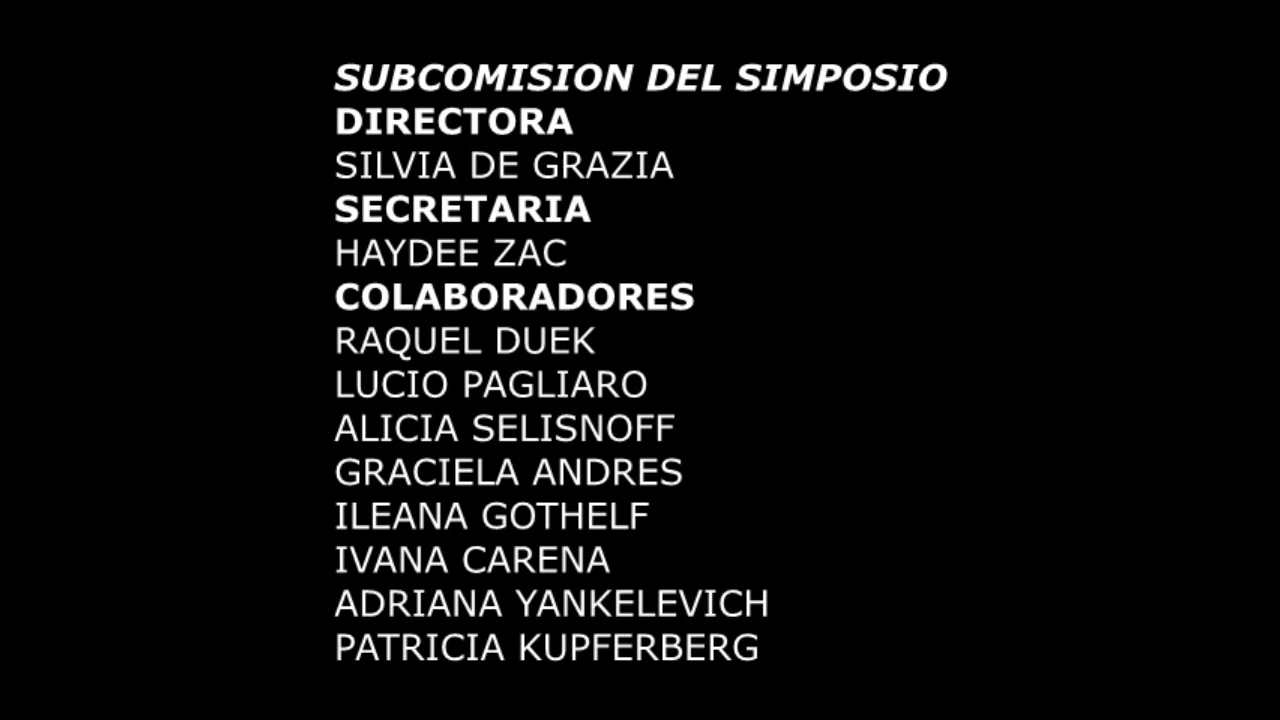 SUBCOMISION DEL SIMPOSIO
DIRECTORA
SILVIA DE GRAZIA
SECRETARIA
HAYDEE ZAC
COLABORADORES
RAQUEL DUEK
LUCIO PAGLIARO
ALICIA SELISNOFF
GRACIELA ANDRES
ILEANA GOTHELF
IVANA CARENA
ADRIANA YANKELEVICH
PATRICIA KUPFERBERG